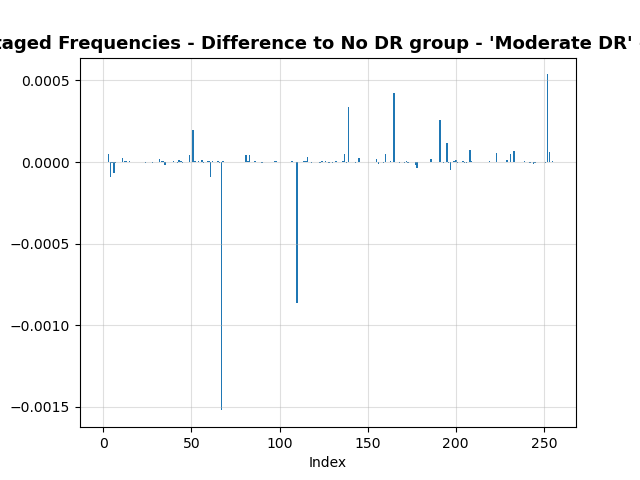 taged Frequencies - Difference to No DR group - 'Moderate DR'
0.0005
0.0000
−0.0005
−0.0010
−0.0015
0 50 100 150 200 250
Index